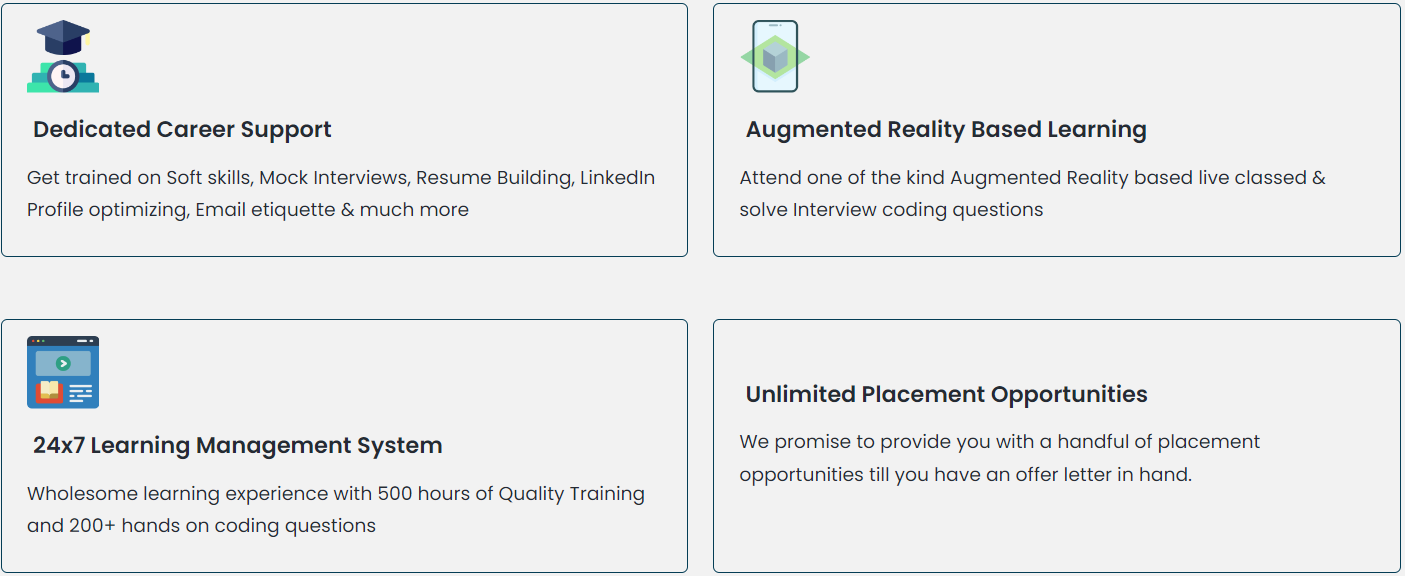 Dedicated Career Support
Get trained on Soft skills, Mock Interviews, Resume Building, LinkedIn
Profile optimizing, Email etiquette & much more
Augmented Reality Based Learning
Attend one of the kind Augmented Reality based live classed &
solve Interview coding questions
24x7 Learning Management System
Wholesome learning experience with 500 hours of Quality Training
and 200+ hands on coding questions
Unlimited Placement Opportunities
We promise to provide you with a handful of placement
opportunities till you have an offer letter in hand.